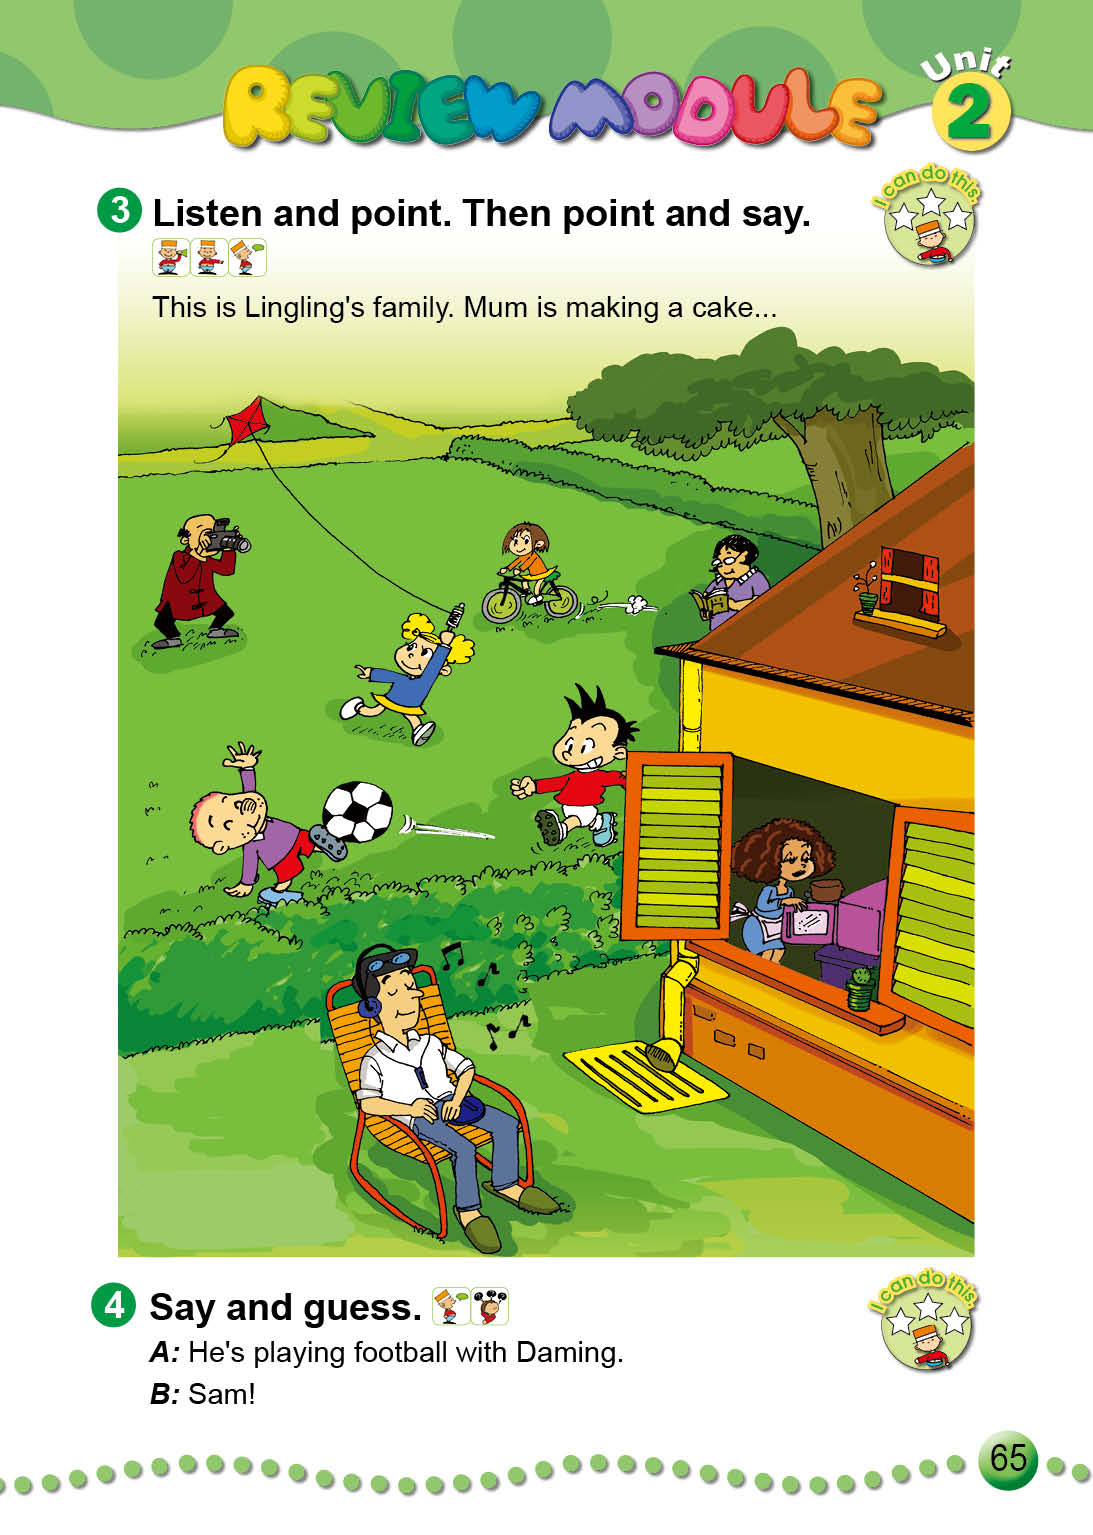 REVIEW MODULE
Unit
2
3 Listen and point. Then point and say.
I can do this.
This is Lingling's family. Mum is making a cake...
4 Say and guess.
I can do this.
A: He's playing football with Daming.
B: Sam!
65